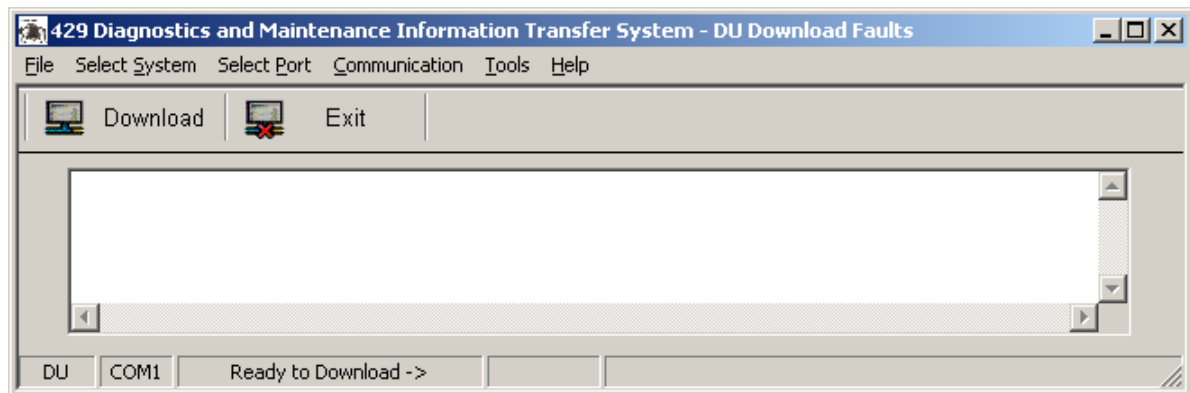 429 Diagnostics and Maintenance Information Transfer System - DU Download Faults
File Select System Select Port Communication Tools Help
Download Exit
DU COM1 Ready to Download ->